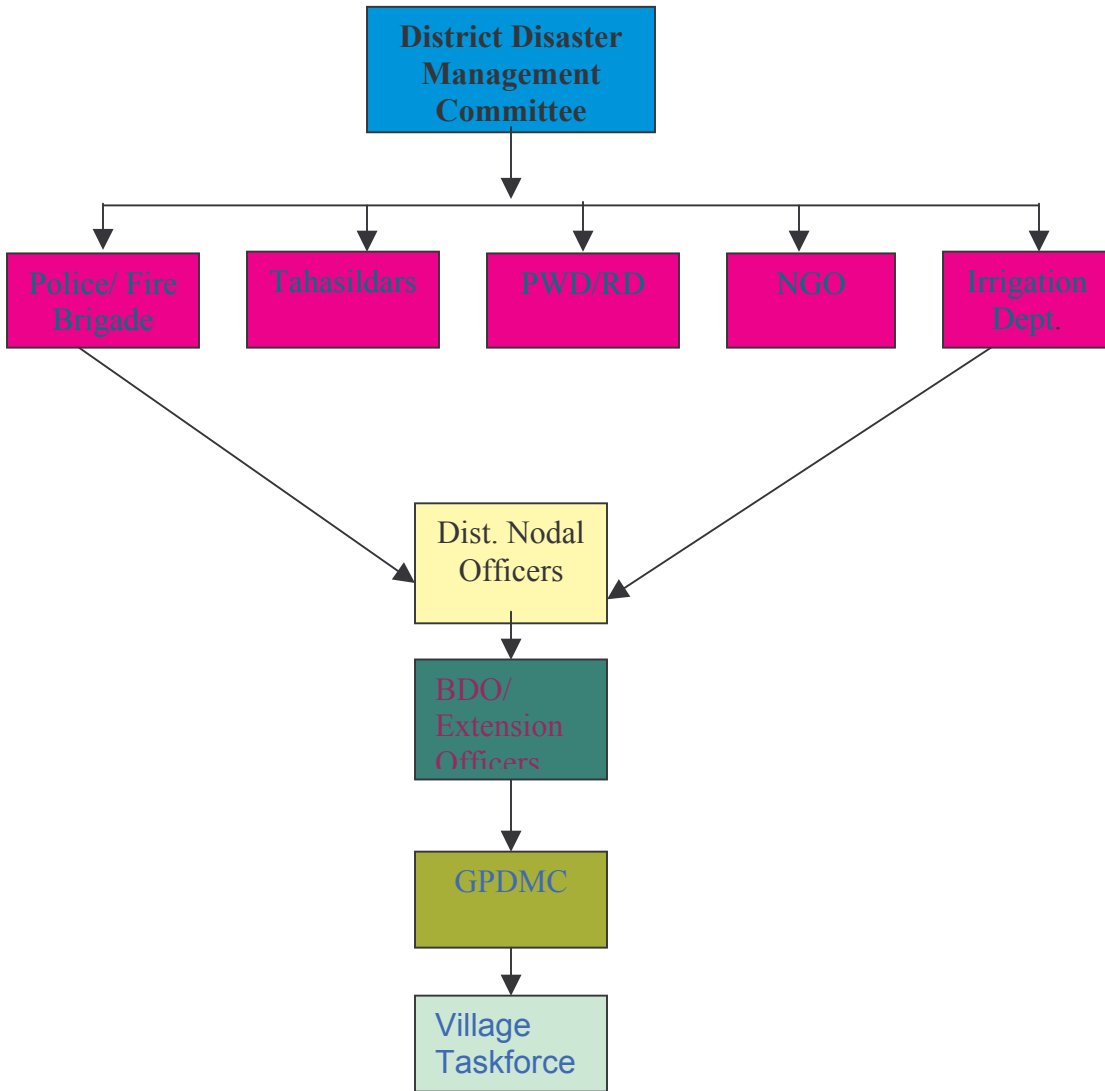 District Disaster
Management
Committee
Police/ Fire
Brigade
Tahasildars
PWD/RD
NGO
Irrigation
Dept.
Dist. Nodal
Officers
BDO/
Extension
Officers
GPDMC
Village
Taskforce